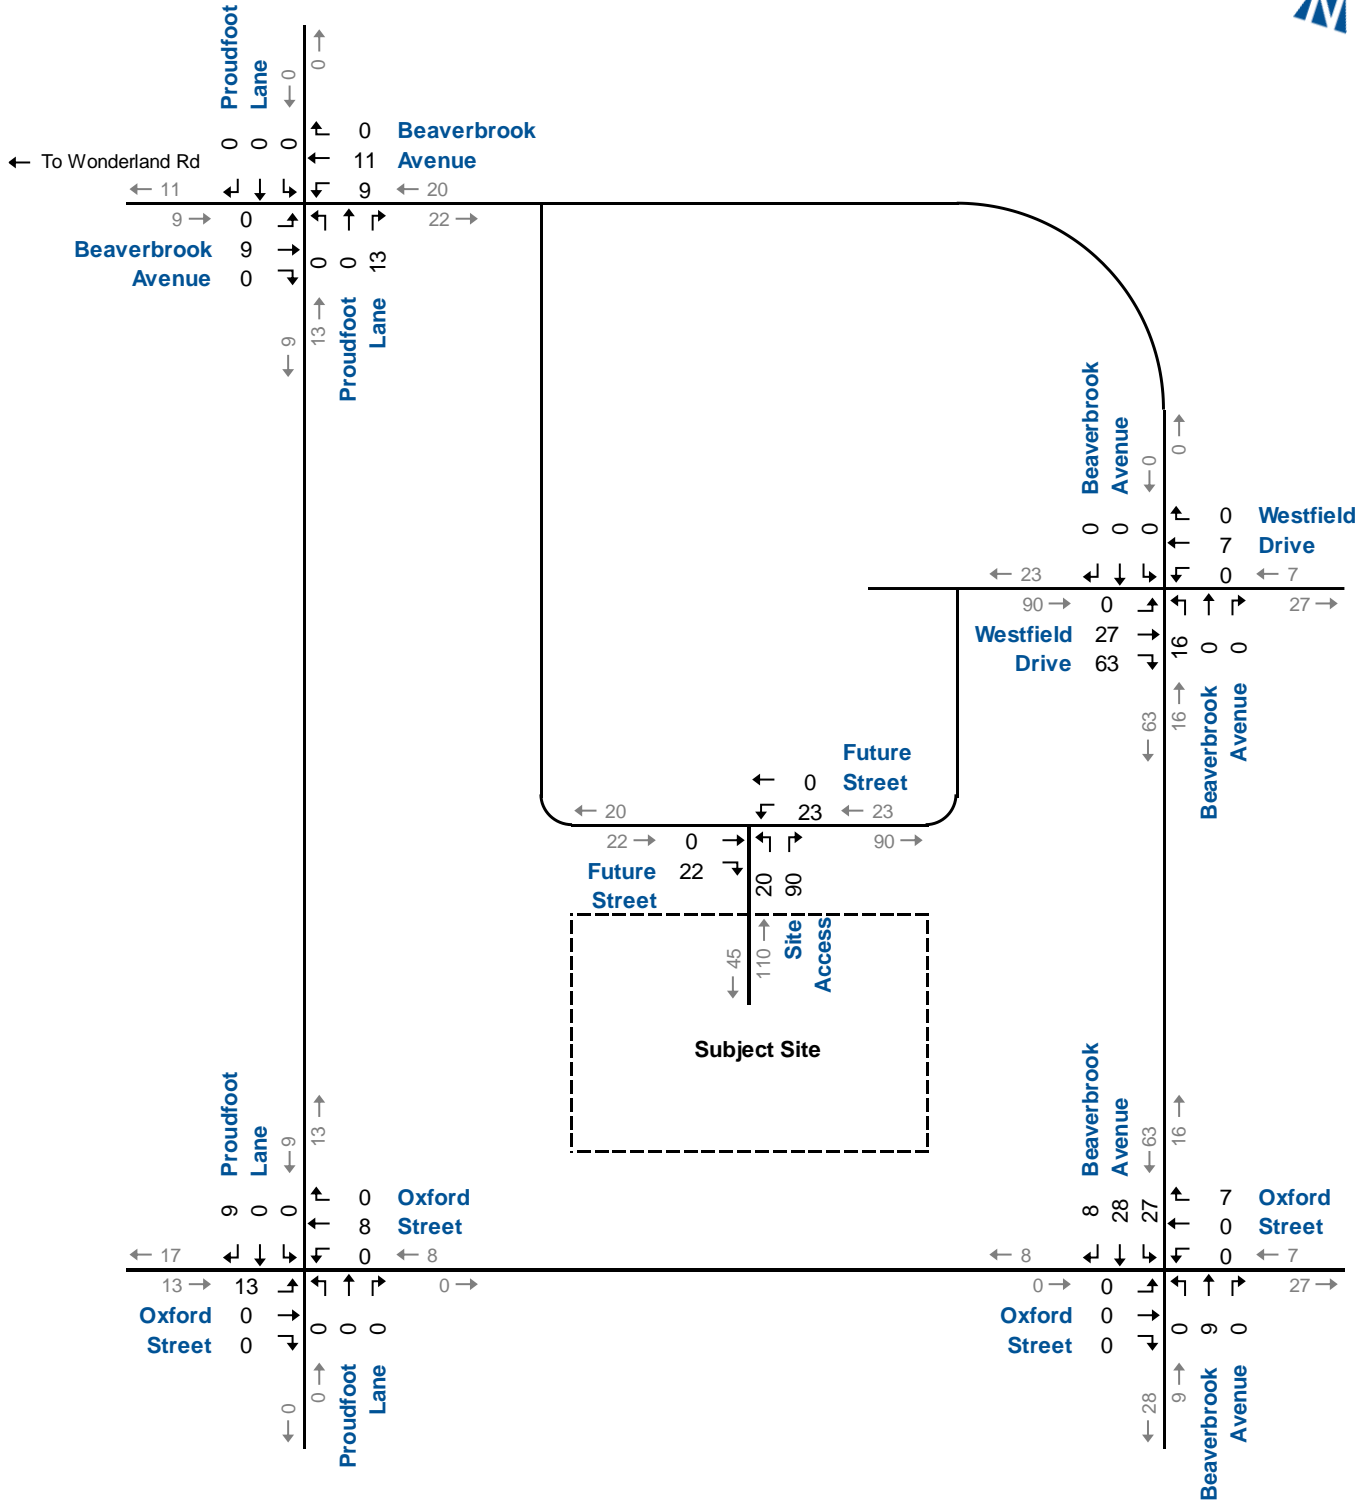 N
Proudfoot
Lane
← 0
0 →
0 0 0
0 Beaverbrook
11 Avenue
9 ← 20
← To Wonderland Rd
← 11
9 → 0
Beaverbrook 9
Avenue 0
22 →
0 0 13
← 9
13 →
Proudfoot
Lane
Beaverbrook
Avenue
← 0
0 →
0 0 0
0 Westfield
7 Drive
0 ← 7
← 23
90 → 0
Westfield 27
Drive 63
27 →
16 0 0
← 63
16 →
Beaverbrook
Avenue
Future
0 Street
23 ← 23
← 20
22 → 0
Future 22
Street
90 →
20 90
← 45
110 →
Site
Access
Subject Site
Proudfoot
Lane
← 9
13 →
9 0 0
0 Oxford
8 Street
0 ← 8
← 17
13 → 13
Oxford 0
Street 0
0 →
0 0 0
← 0
0 →
Proudfoot
Lane
Beaverbrook
Avenue
← 63
16 →
8 28 27
7 Oxford
0 Street
0 ← 7
← 8
0 → 0
Oxford 0
Street 0
27 →
0 9 0
← 28
9 →
Beaverbrook
Avenue